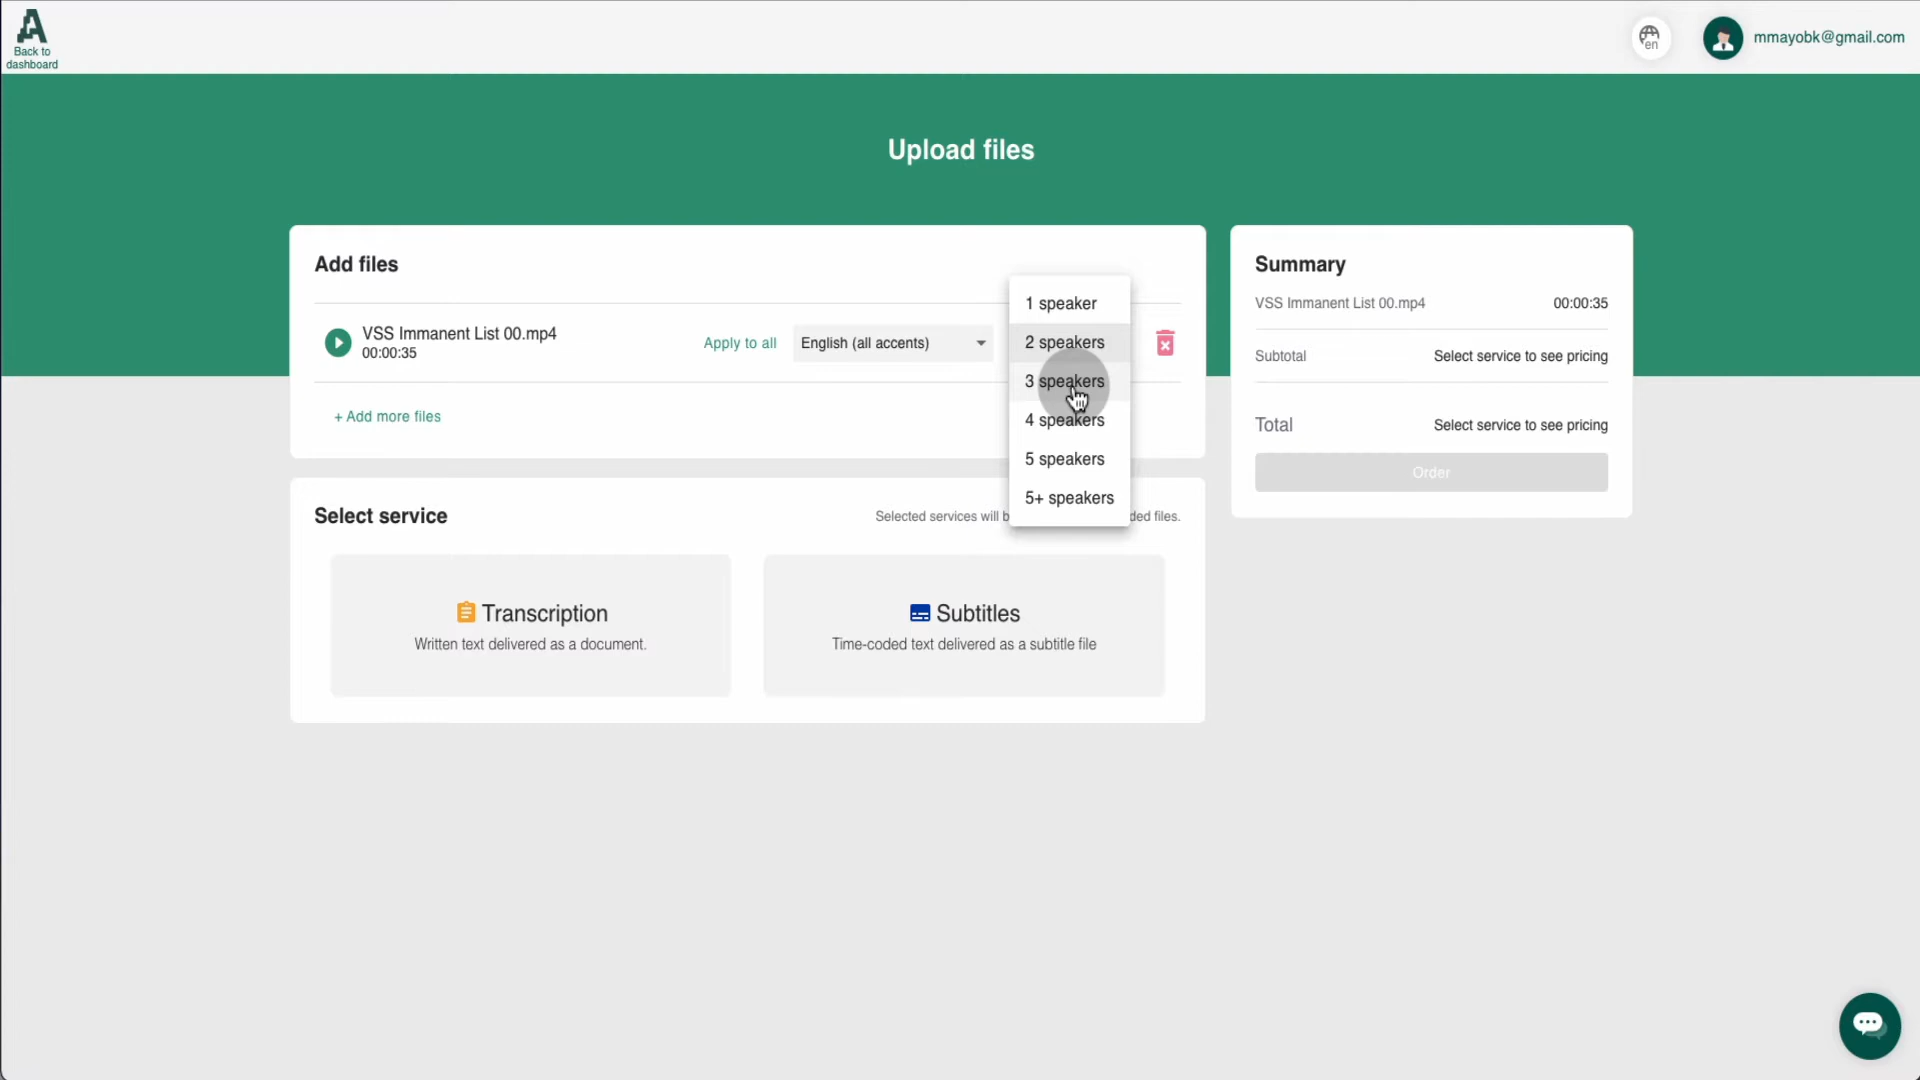 Back to
dashboard
en
mmayobk@gmail.com
Upload files
Add files
VSS Immanent List 00.mp4
00:00:35
Apply to all
English (all accents)
1 speaker
2 speakers
3 speakers
4 speakers
5 speakers
5+ speakers
+ Add more files
Select service
Selected services will b
ded files.
Transcription
Written text delivered as a document.
Subtitles
Time-coded text delivered as a subtitle file
Summary
VSS Immanent List 00.mp4 00:00:35
Subtotal Select service to see pricing
Total Select service to see pricing
Order